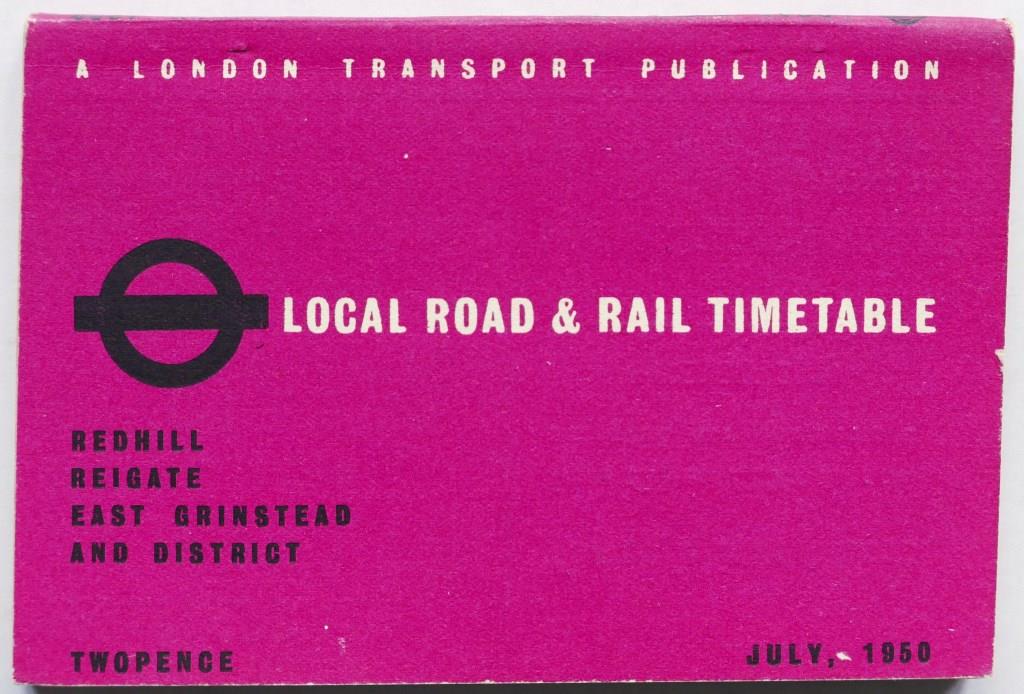 A LONDON TRANSPORT PUBLICATION
LOCAL ROAD & RAIL TIMETABLE
REDHILL
REIGATE
EAST GRINSTEAD
AND DISTRICT
TWOPENCE
JULY, 1950